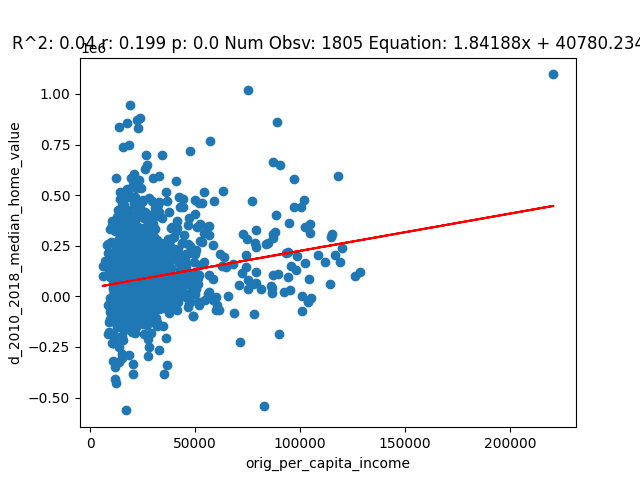 R^2: 0.04 r: 0.199 p: 0.0 Num Obsv: 1805 Equation: 1.84188x + 40780.234
1e6
1.00
0.75
0.50
0.25
0.00
−0.25
−0.50
d_2010_2018_median_home_value
0 50000 100000 150000 200000
orig_per_capita_income